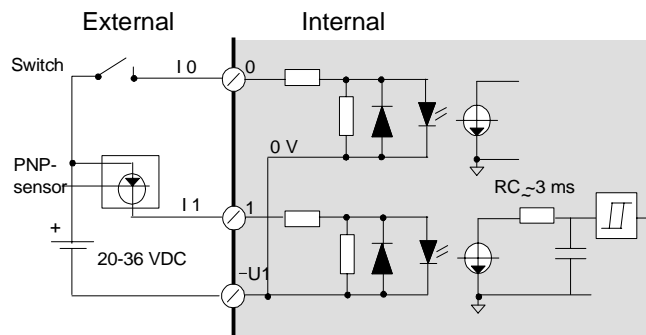 External
Internal
Switch
I 0
0
0 V
PNP-
sensor
I 1
1
RC ~3 ms
+
20-36 VDC
–U1